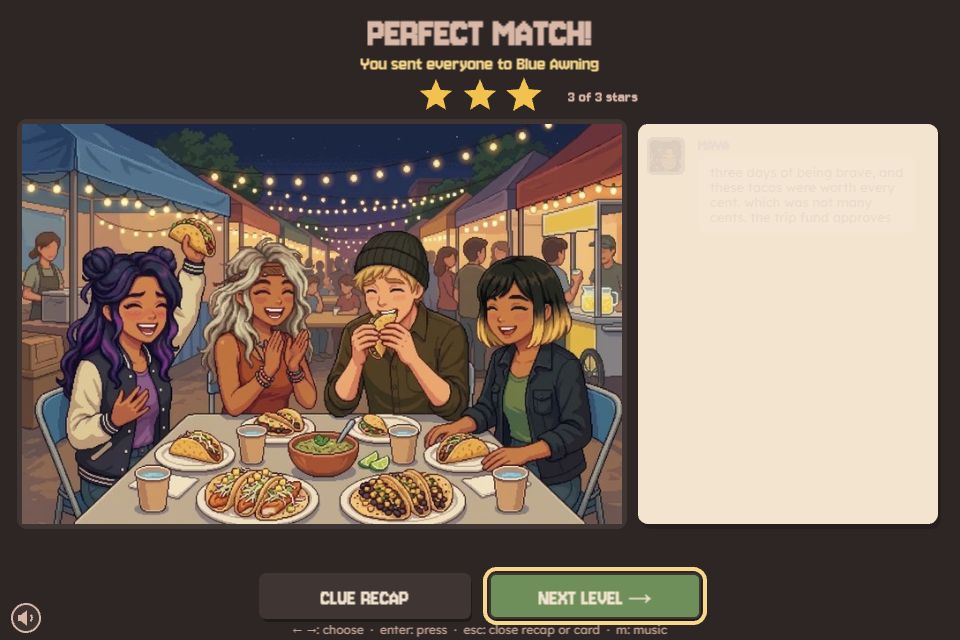 PERFECT MATCH!
You sent everyone to Blue Awning
3 of 3 stars
MAYA
three days of being brave, and
these tacos were worth every
cent. which was not many
cents. the trip fund approves
CLUE RECAP
NEXT LEVEL →
← →: choose · enter: press · esc: close recap or card · m: music